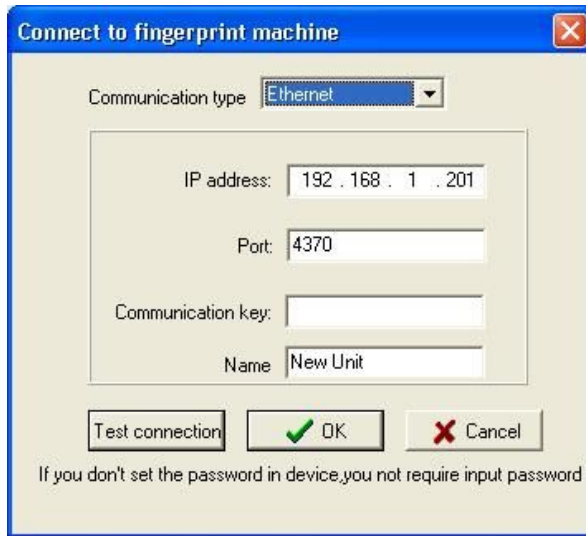 Connect to fingerprint machine
Communication type Ethernet
IP address: 192 . 168 . 1 . 201
Port: 4370
Communication key:
Name New Unit
Test connection OK Cancel
If you don't set the password in device,you not require input password